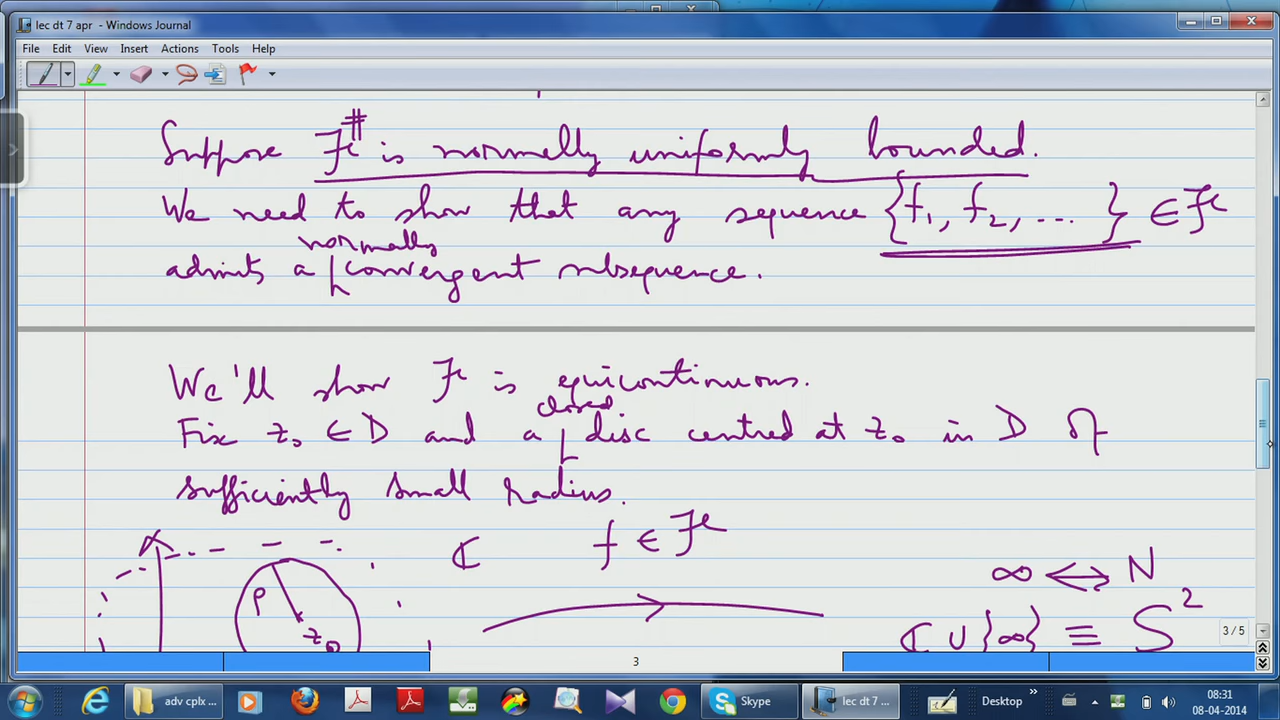 lec dt 7 apr - Windows Journal
File Edit View Insert Actions Tools Help
Suppose ℱ# is normally uniformly bounded.
We need to show that any sequence {f₁, f₂, ...} ∈ ℱ
normally
admits a convergent subsequence.
We'll show ℱ is equicontinuous.
closed
Fix z₀ ∈ D and a disc centred at z₀ in D of
sufficiently small radius.
ℂ f ∈ ℱ
∞ ↔ N
ρ
z₀
ℂ ∪ {∞} ≡ S²
3 / 5
3
adv cplx ...
Skype
lec dt 7 ...
Desktop
08:31
08-04-2014